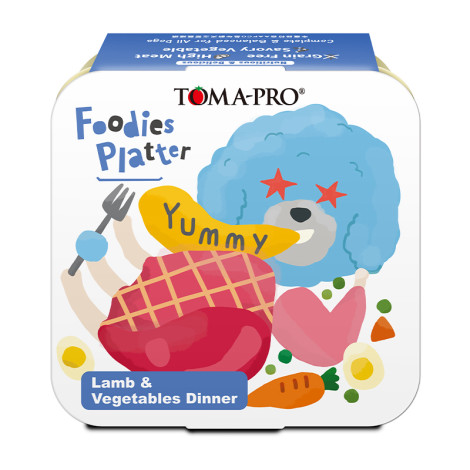 Complete & Balanced for All Dogs
Savory Vegetable
Grain Free High Meat
Nutritious & Delicious
TOMA-PRO®
Foodies
Platter
Yummy
Lamb &
Vegetables Dinner